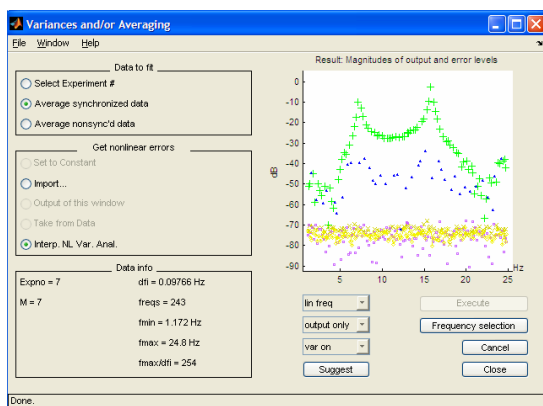 Variances and/or Averaging
File Window Help
Data to fit
Select Experiment #
Average synchronized data
Average nonsync'd data
Get nonlinear errors
Set to Constant
Import...
Output of this window
Take from Data
Interp. NL Var. Anal.
Data info
Expno = 7
dfi = 0.09766 Hz
M = 7
freqs = 243
fmin = 1.172 Hz
fmax = 24.8 Hz
fmax/dfi = 254
Result: Magnitudes of output and error levels
0
-10
-20
-30
-40
-50
-60
-70
-80
-90
dB
5
10
15
20
25
Hz
lin freq
Execute
output only
Frequency selection
var on
Cancel
Suggest
Close
Done.